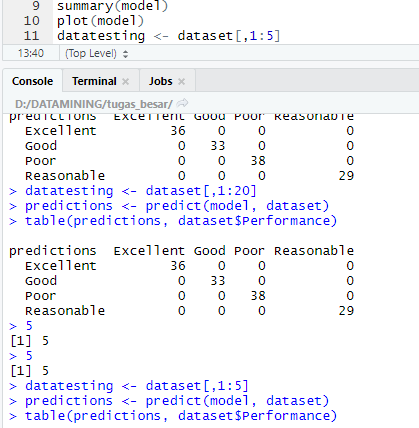 9 summary(model)
10 plot(model)
11 datatesting <- dataset[,1:5]
13:40 (Top Level)
Console Terminal × Jobs ×
D:/DATAMINING/tugas_besar/
predictions Excellent Good Poor Reasonable
Excellent 36 0 0 0
Good 0 33 0 0
Poor 0 0 38 0
Reasonable 0 0 0 29
> datatesting <- dataset[,1:20]
> predictions <- predict(model, dataset)
> table(predictions, dataset$Performance)
predictions Excellent Good Poor Reasonable
Excellent 36 0 0 0
Good 0 33 0 0
Poor 0 0 38 0
Reasonable 0 0 0 29
> 5
[1] 5
> 5
[1] 5
> datatesting <- dataset[,1:5]
> predictions <- predict(model, dataset)
> table(predictions, dataset$Performance)